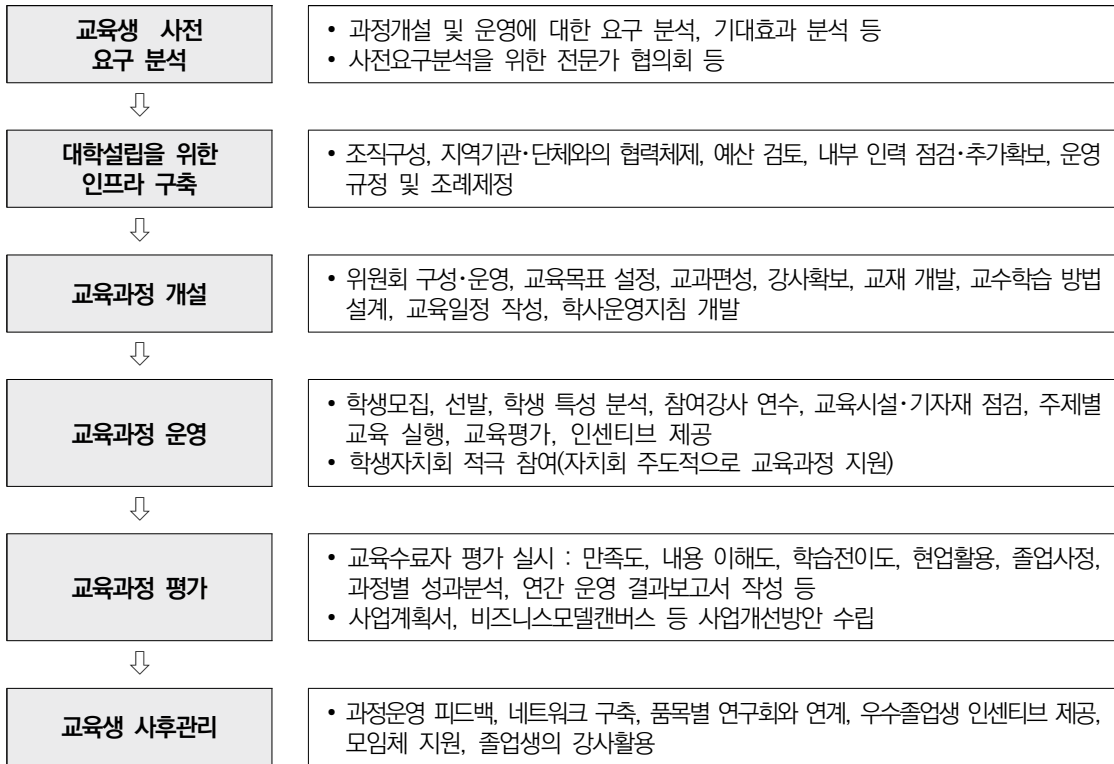 교육생 사전
요구 분석
• 과정개설 및 운영에 대한 요구 분석, 기대효과 분석 등
• 사전요구분석을 위한 전문가 협의회 등
⇩
대학설립을 위한
인프라 구축
• 조직구성, 지역기관·단체와의 협력체제, 예산 검토, 내부 인력 점검·추가확보, 운영
규정 및 조례제정
⇩
교육과정 개설
• 위원회 구성·운영, 교육목표 설정, 교과편성, 강사확보, 교재 개발, 교수학습 방법
설계, 교육일정 작성, 학사운영지침 개발
⇩
교육과정 운영
• 학생모집, 선발, 학생 특성 분석, 참여강사 연수, 교육시설·기자재 점검, 주제별
교육 실행, 교육평가, 인센티브 제공
• 학생자치회 적극 참여(자치회 주도적으로 교육과정 지원)
⇩
교육과정 평가
• 교육수료자 평가 실시 : 만족도, 내용 이해도, 학습전이도, 현업활용, 졸업사정,
과정별 성과분석, 연간 운영 결과보고서 작성 등
• 사업계획서, 비즈니스모델캔버스 등 사업개선방안 수립
⇩
교육생 사후관리
• 과정운영 피드백, 네트워크 구축, 품목별 연구회와 연계, 우수졸업생 인센티브 제공,
모임체 지원, 졸업생의 강사활용